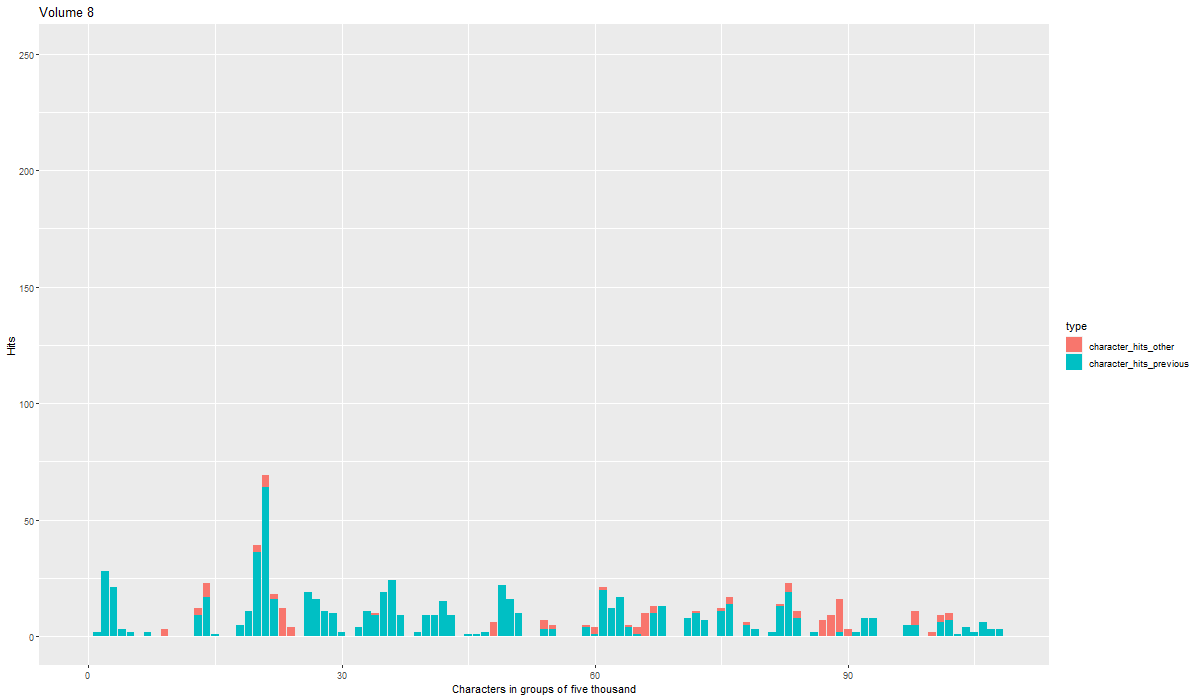 Volume 8
250
200
150
100
50
0
Hits
0 30 60 90
Characters in groups of five thousand
type
character_hits_other
character_hits_previous